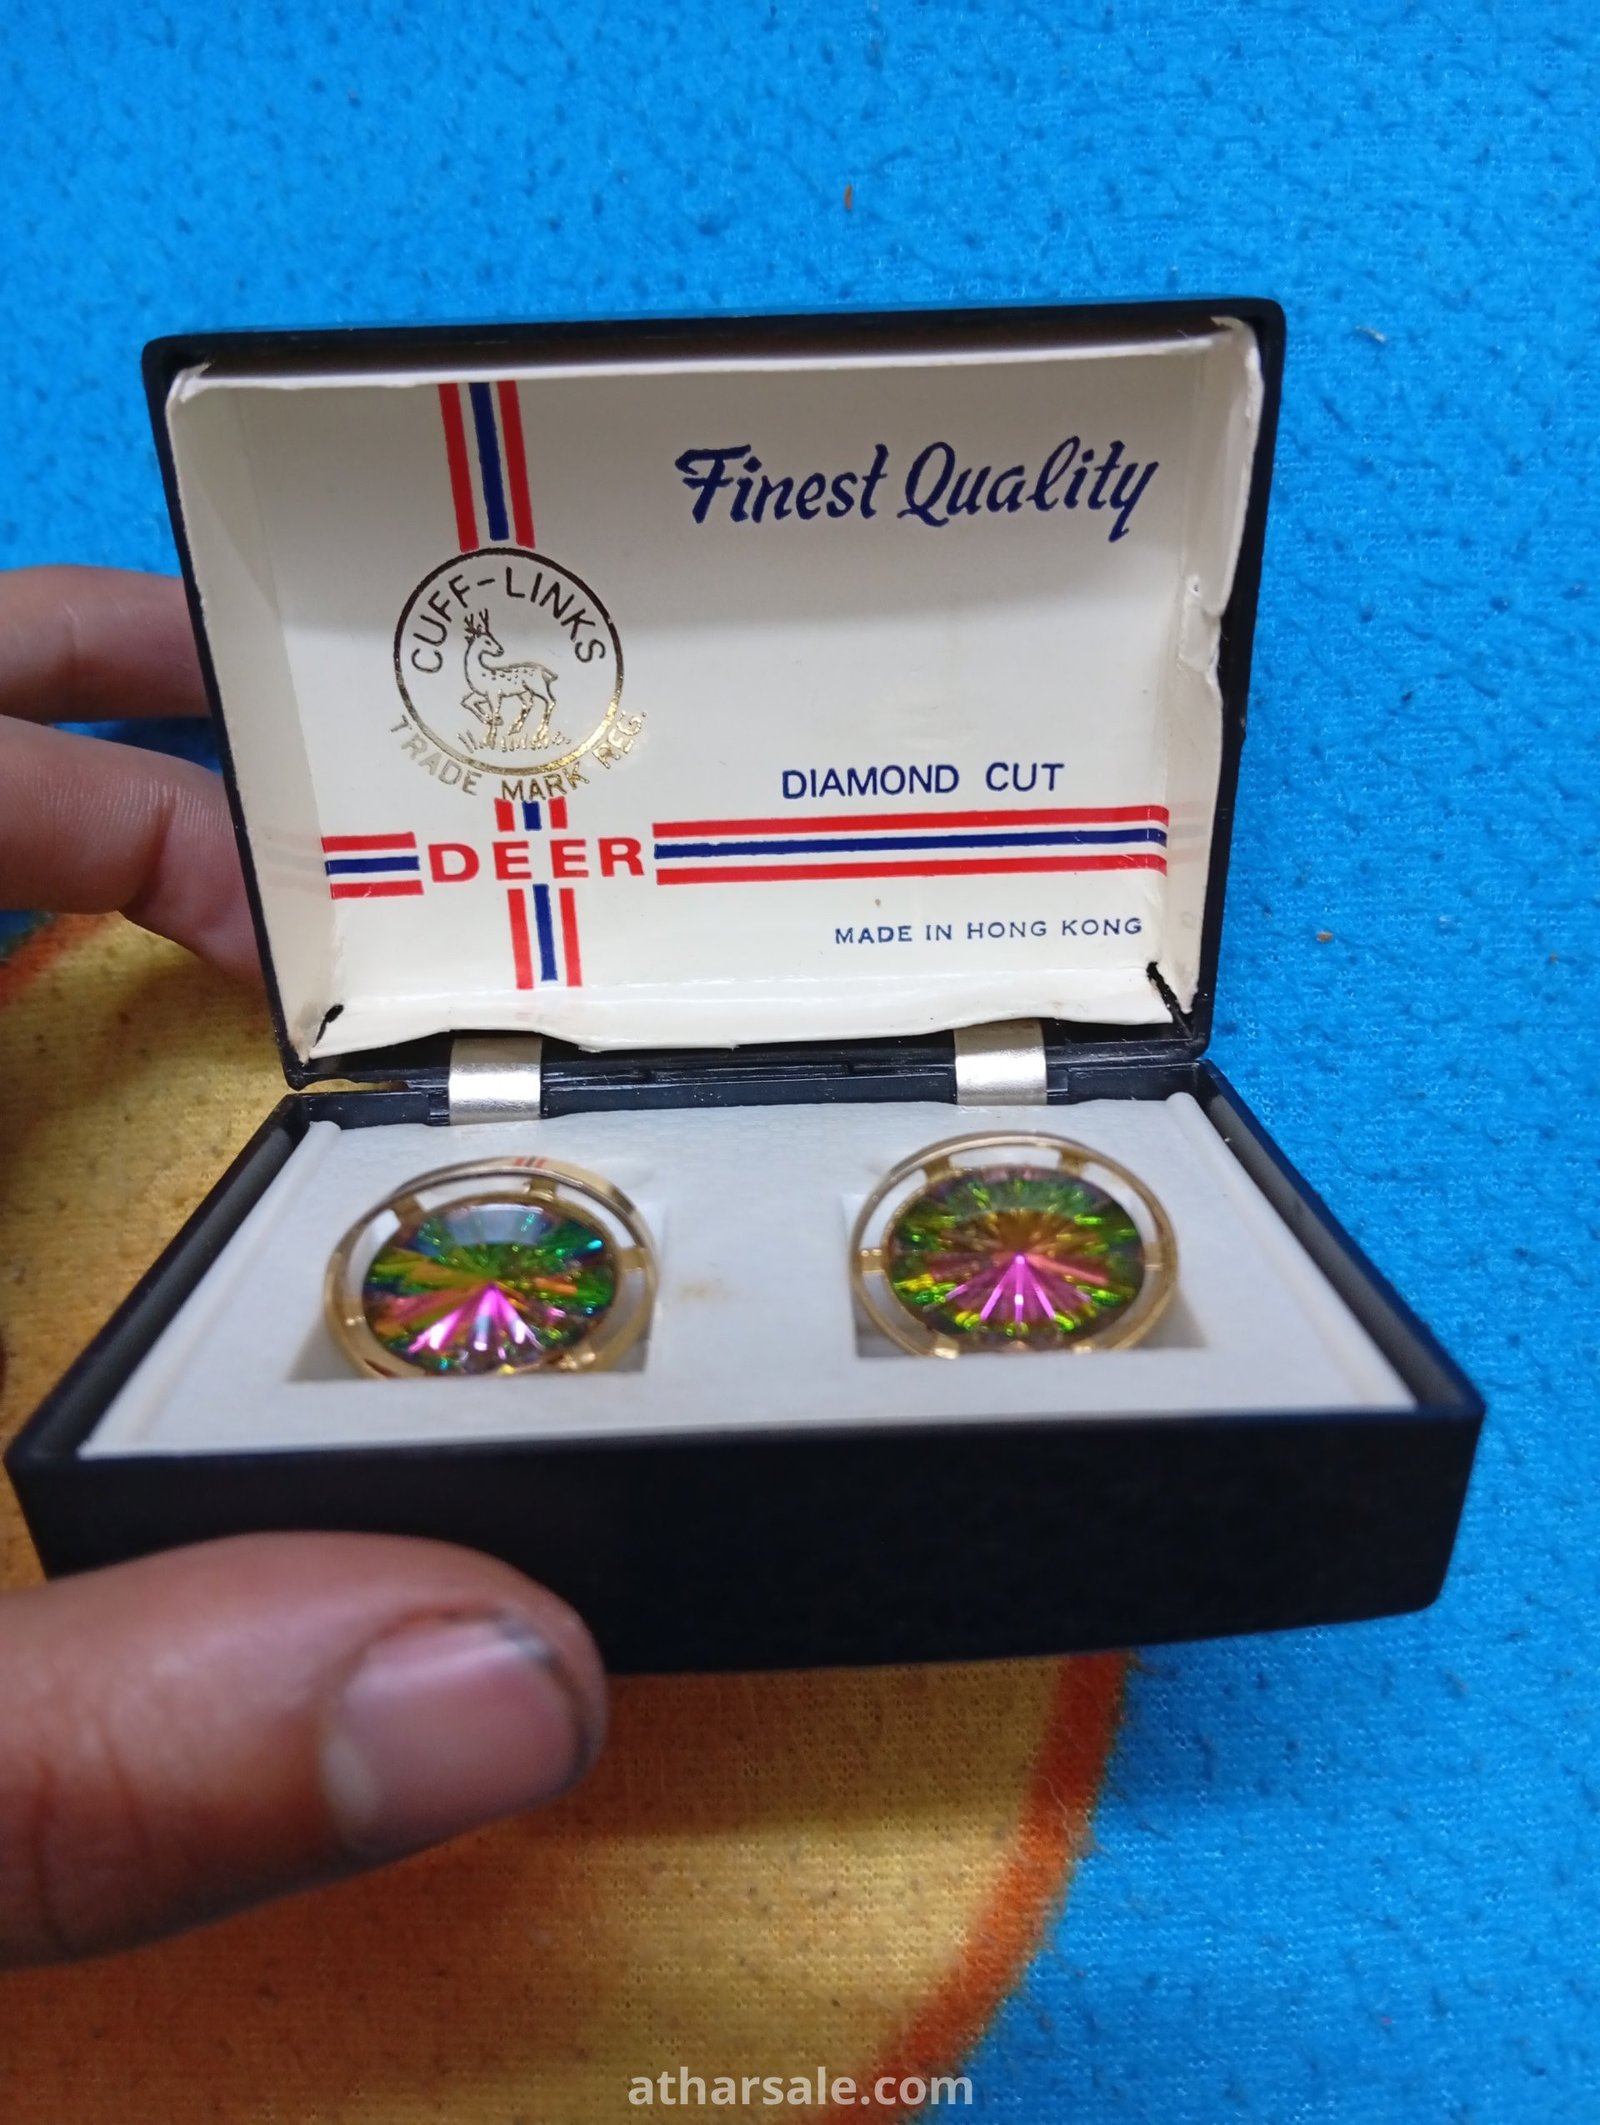 Finest Quality
CUFF-LINKS
TRADE MARK REG.
DIAMOND CUT
DEER
MADE IN HONG KONG
atharsale.com